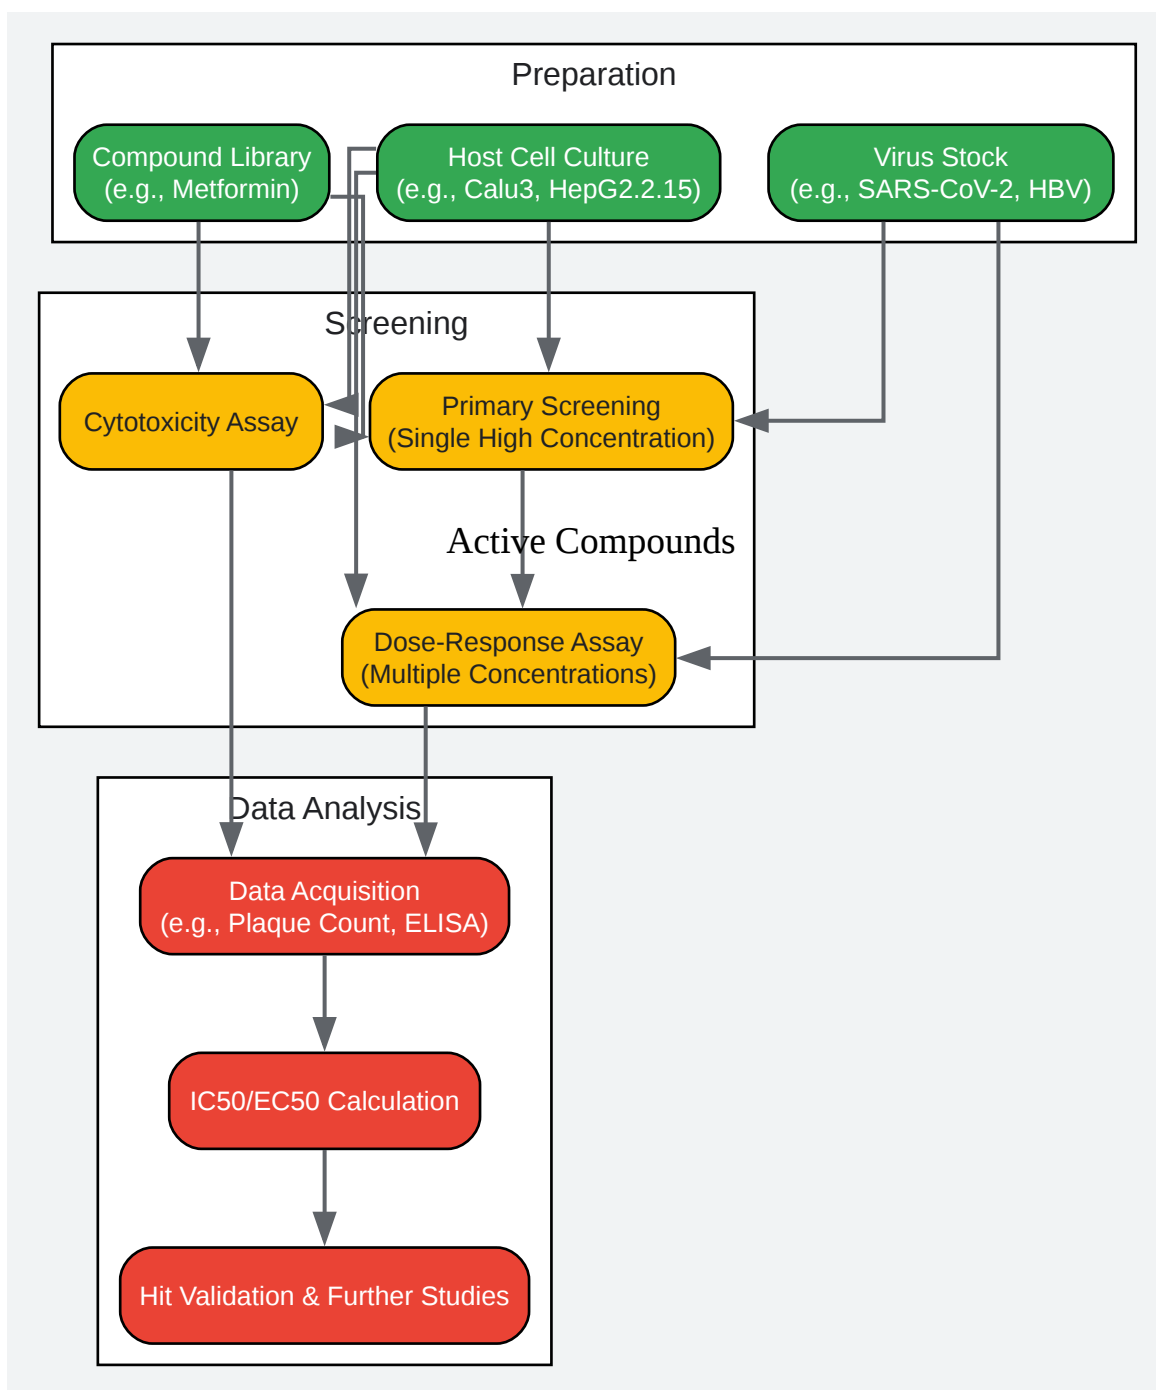 Preparation
Compound Library
(e.g., Metformin)
Host Cell Culture
(e.g., Calu3, HepG2.2.15)
Virus Stock
(e.g., SARS-CoV-2, HBV)
Screening
Cytotoxicity Assay
Primary Screening
(Single High Concentration)
Active Compounds
Dose-Response Assay
(Multiple Concentrations)
Data Analysis
Data Acquisition
(e.g., Plaque Count, ELISA)
IC50/EC50 Calculation
Hit Validation & Further Studies